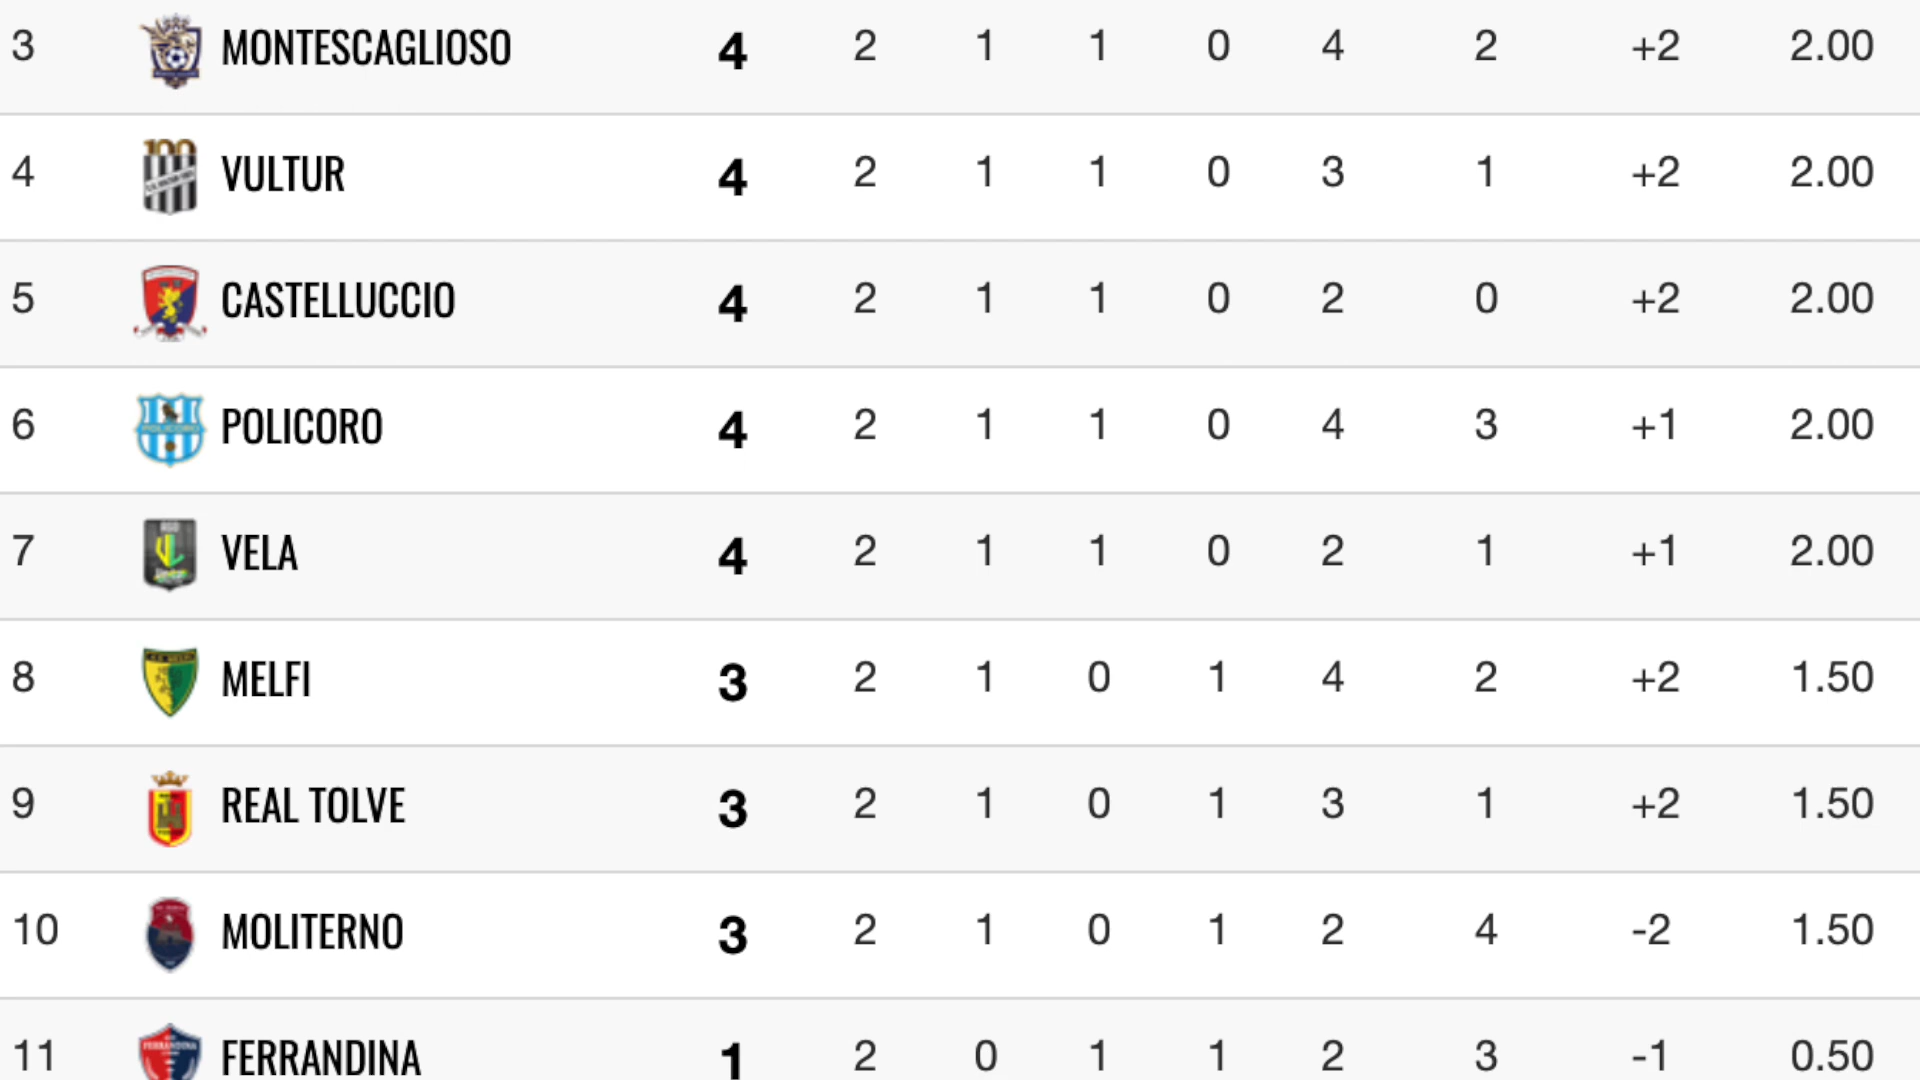 3 MONTESCAGLIOSO 4 2 1 1 0 4 2 +2 2.00
100
4 VULTUR 4 2 1 1 0 3 1 +2 2.00
5 CASTELLUCCIO 4 2 1 1 0 2 0 +2 2.00
6 POLICORO 4 2 1 1 0 4 3 +1 2.00
7 VELA 4 2 1 1 0 2 1 +1 2.00
8 MELFI 3 2 1 0 1 4 2 +2 1.50
9 REAL TOLVE 3 2 1 0 1 3 1 +2 1.50
10 MOLITERNO 3 2 1 0 1 2 4 -2 1.50
FERRANDINA
11 FERRANDINA 1 2 0 1 1 2 3 -1 0.50